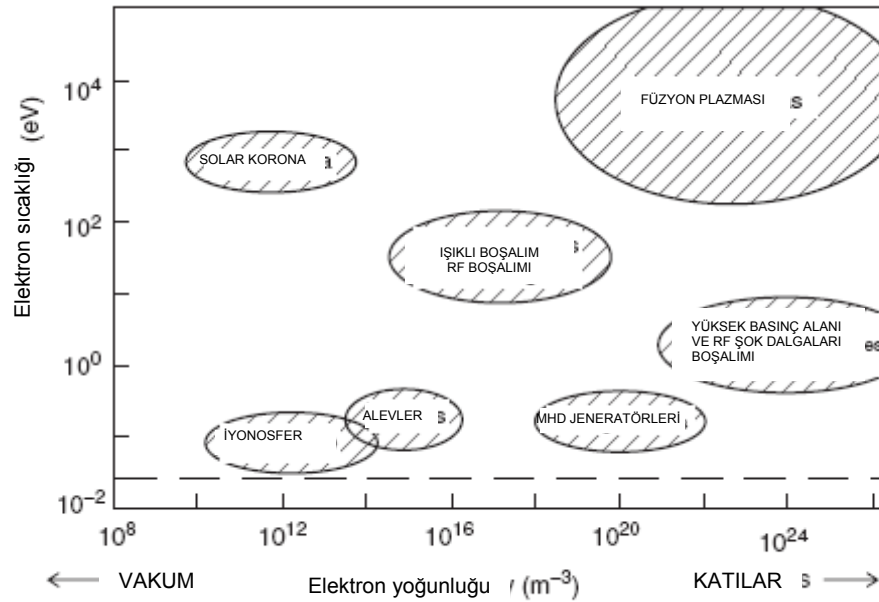 Elektron sıcaklığı (eV)
10⁴
10²
10⁰
10⁻²
FÜZYON PLAZMASI
SOLAR KORONA
IŞIKLI BOŞALIM
RF BOŞALIMI
YÜKSEK BASINÇ ALANI
VE RF ŞOK DALGALARI
BOŞALIMI
ALEVLER
MHD JENERATÖRLERİ
İYONOSFER
10⁸
10¹²
10¹⁶
10²⁰
10²⁴
VAKUM
Elektron yoğunluğu (m⁻³)
KATILAR